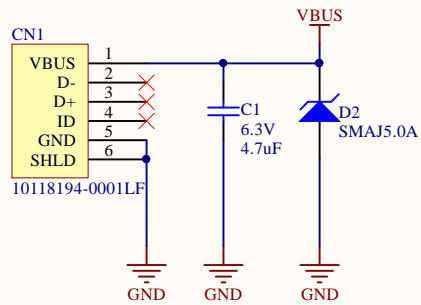 VBUS
CN1
VBUS 1
D- 2
D+ 3
ID 4
GND 5
SHLD 6
10118194-0001LF
C1
6.3V
4.7uF
D2
SMAJ5.0A
GND
GND
GND